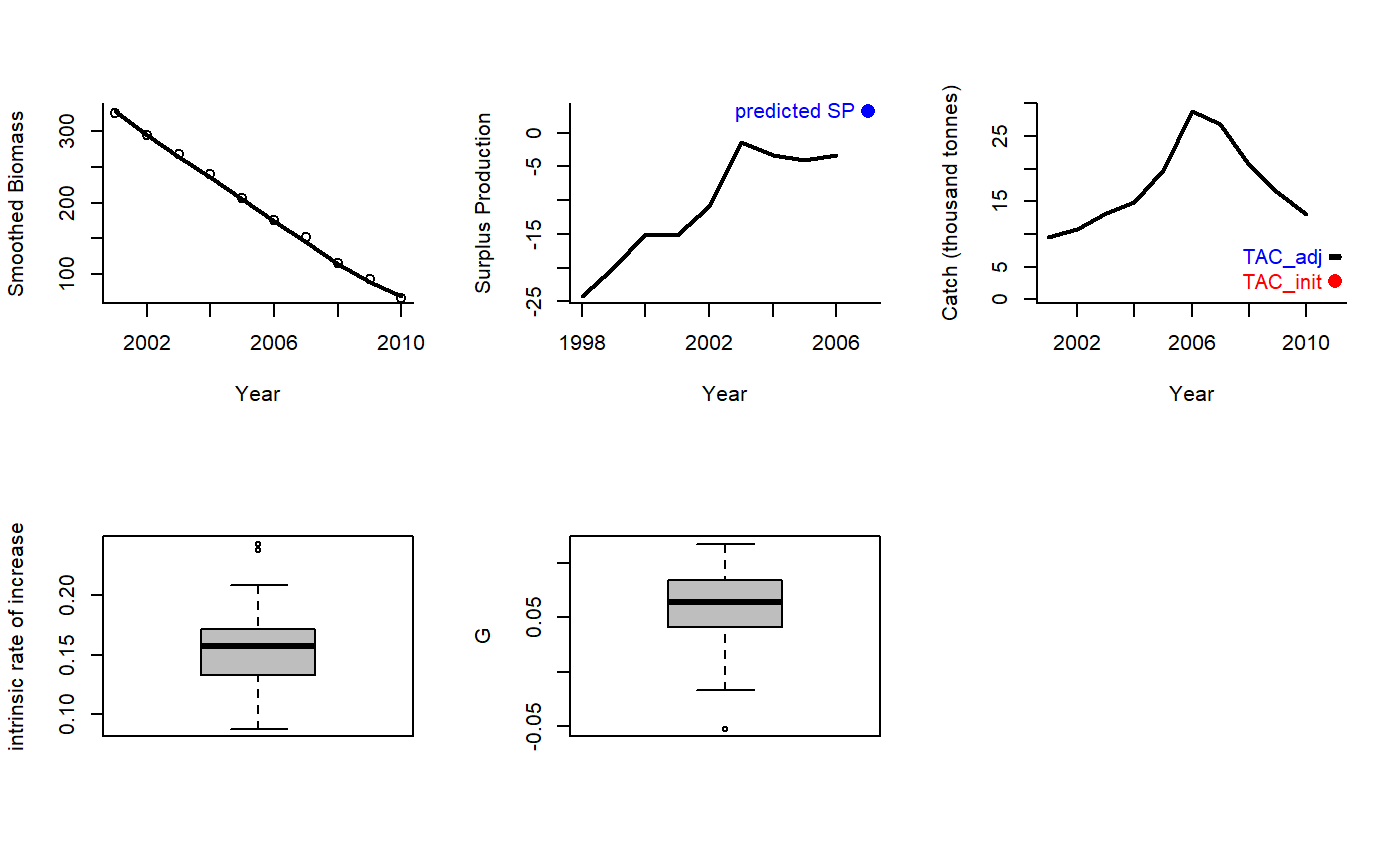 Smoothed Biomass
300
200
100
2002
2006
2010
Year
Surplus Production
0
-5
-15
-25
predicted SP
1998
2002
2006
Year
Catch (thousand tonnes)
25
15
5
0
TAC_adj
TAC_init
2002
2006
2010
Year
intrinsic rate of increase
0.20
0.15
0.10
G
0.05
-0.05